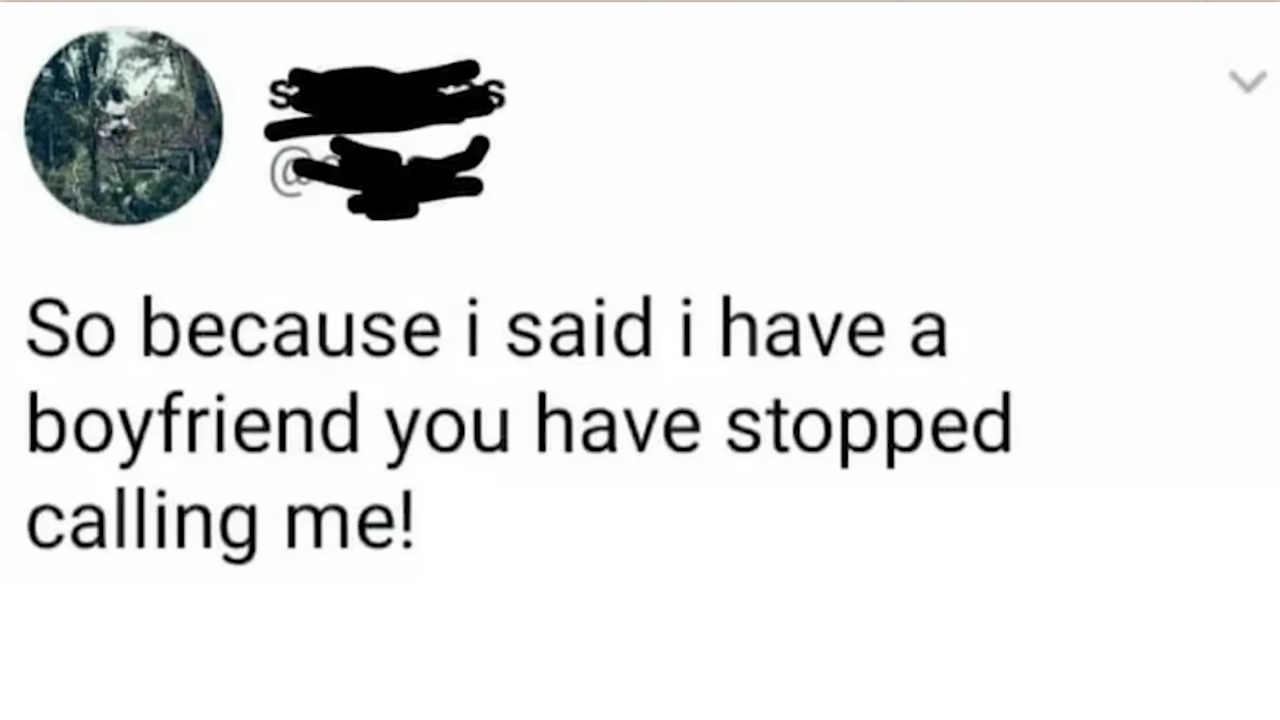 So because i said i have a
boyfriend you have stopped
calling me!